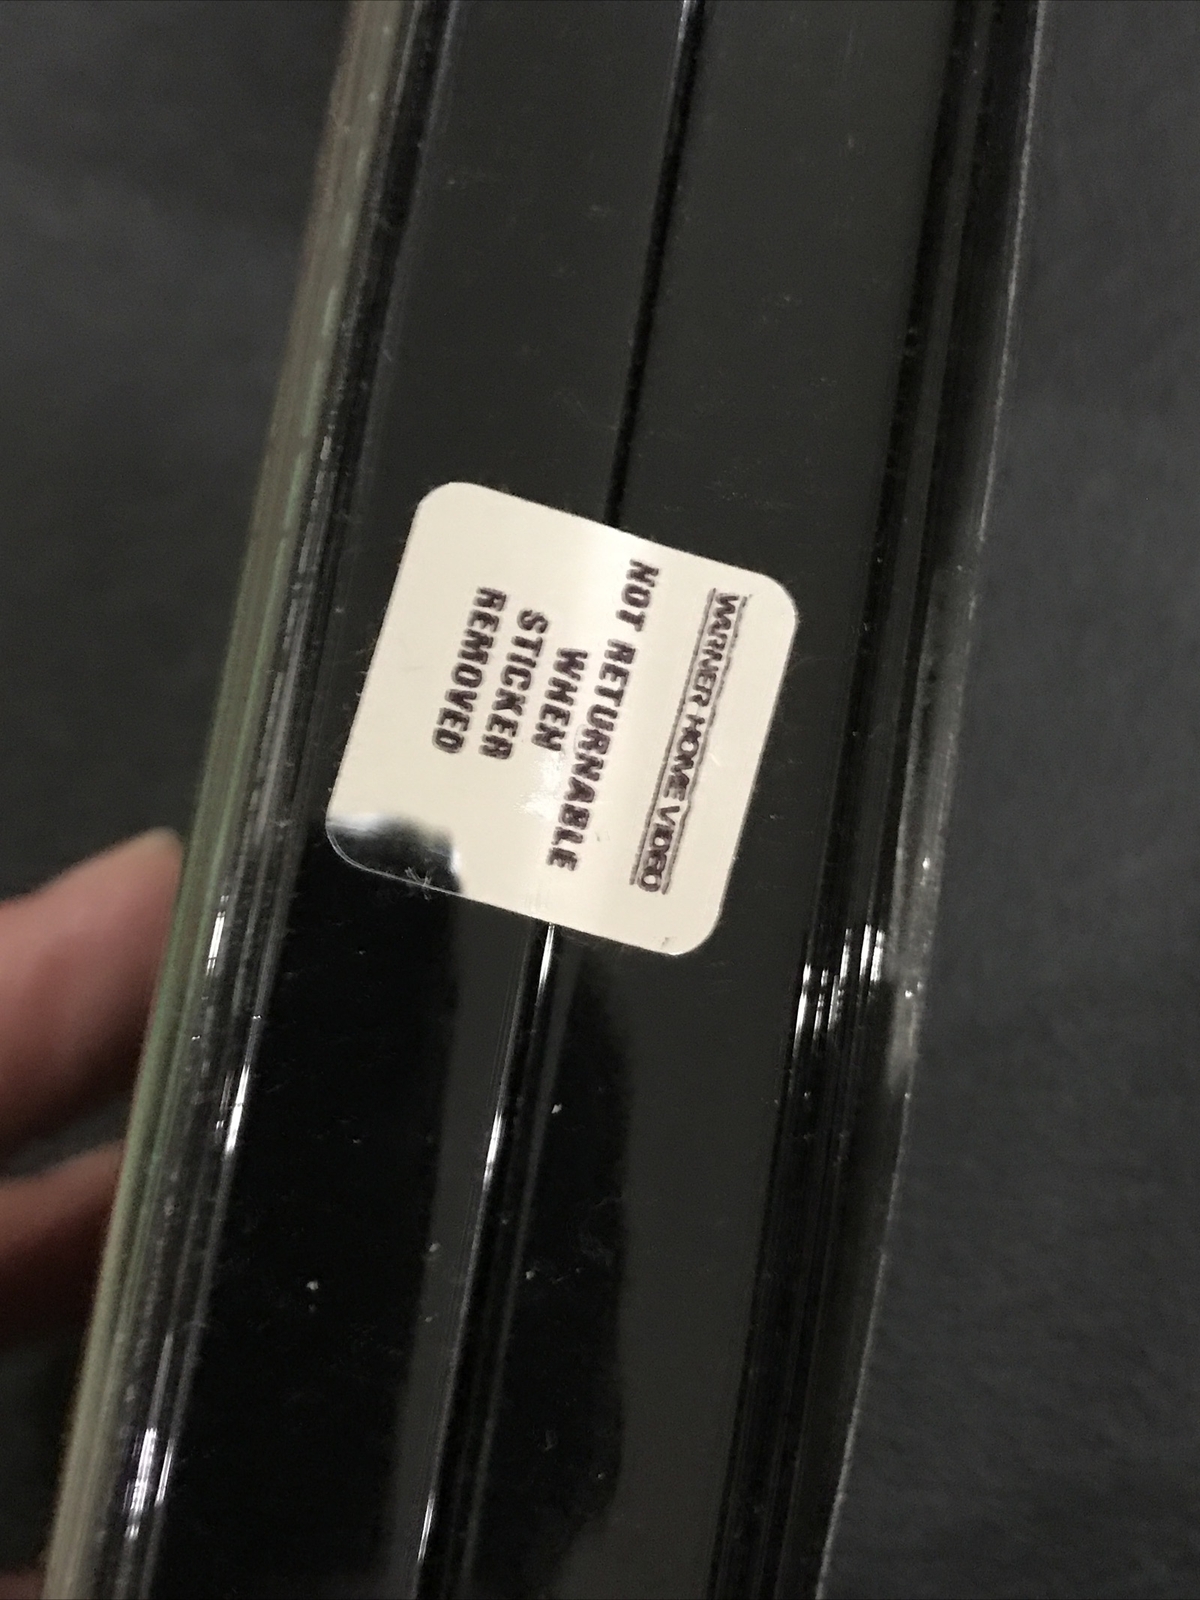 WARNER HOME VIDEO
NOT RETURNABLE
WHEN
STICKER
REMOVED